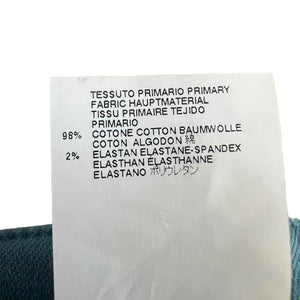 TESSUTO PRIMARIO PRIMARY
FABRIC HAUPTMATERIAL
TISSU PRIMAIRE TEJIDO
PRIMARIO
98% COTONE COTTON BAUMWOLLE
COTON ALGODON 綿
2% ELASTAN ELASTANE-SPANDEX
ELASTHAN ÉLASTHANNE
ELASTANO ポリウレタン